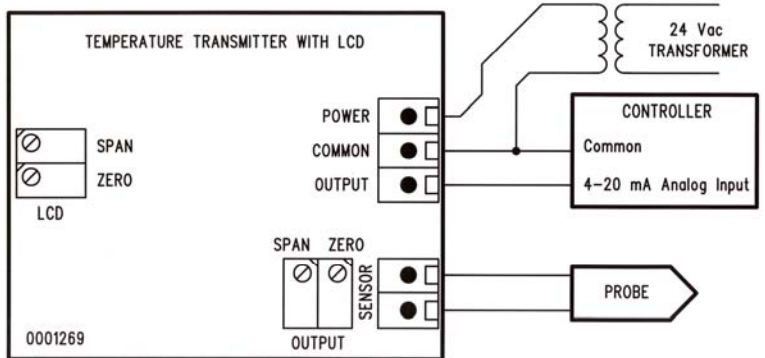 TEMPERATURE TRANSMITTER WITH LCD
24 Vac
TRANSFORMER
POWER
COMMON
OUTPUT
CONTROLLER
Common
4-20 mA Analog Input
SPAN
ZERO
LCD
SPAN ZERO
SENSOR
OUTPUT
PROBE
0001269